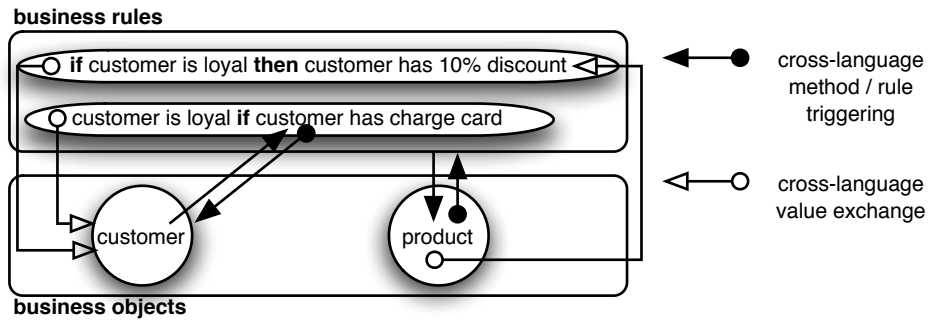 business rules
if customer is loyal then customer has 10% discount
customer is loyal if customer has charge card
customer
product
business objects
cross-language
method / rule
triggering
cross-language
value exchange